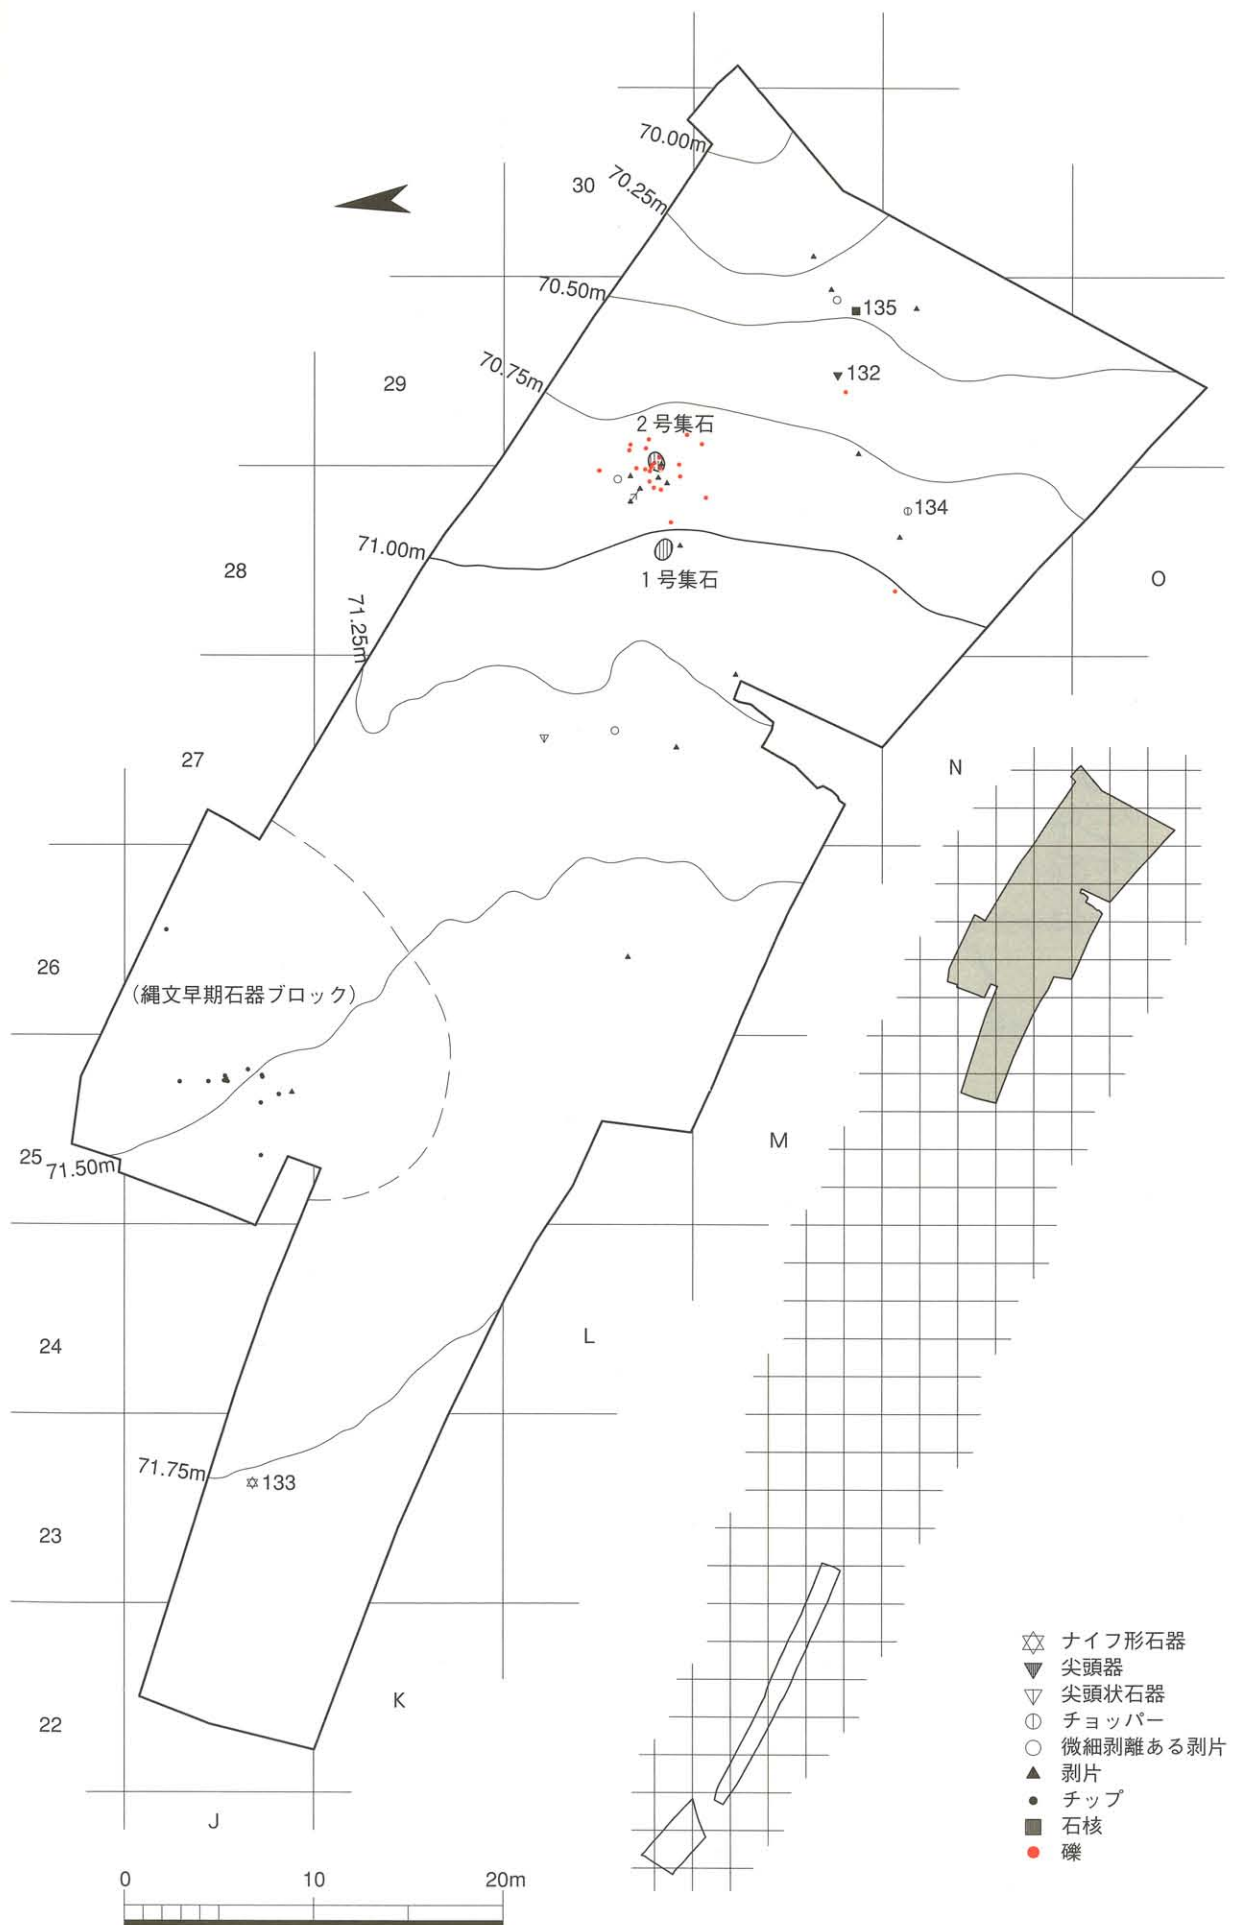 70.00m
30
70.25m
70.50m
135
70.75m
132
29
2号集石
134
71.00m
1号集石
28
O
71.25m
27
N
26
(縄文早期石器ブロック)
25
71.50m
M
24
L
71.75m
133
23
K
22
J
ナイフ形石器
尖頭器
尖頭状石器
チョッパー
微細剥離ある剥片
剥片
チップ
石核
礫
0 10 20m